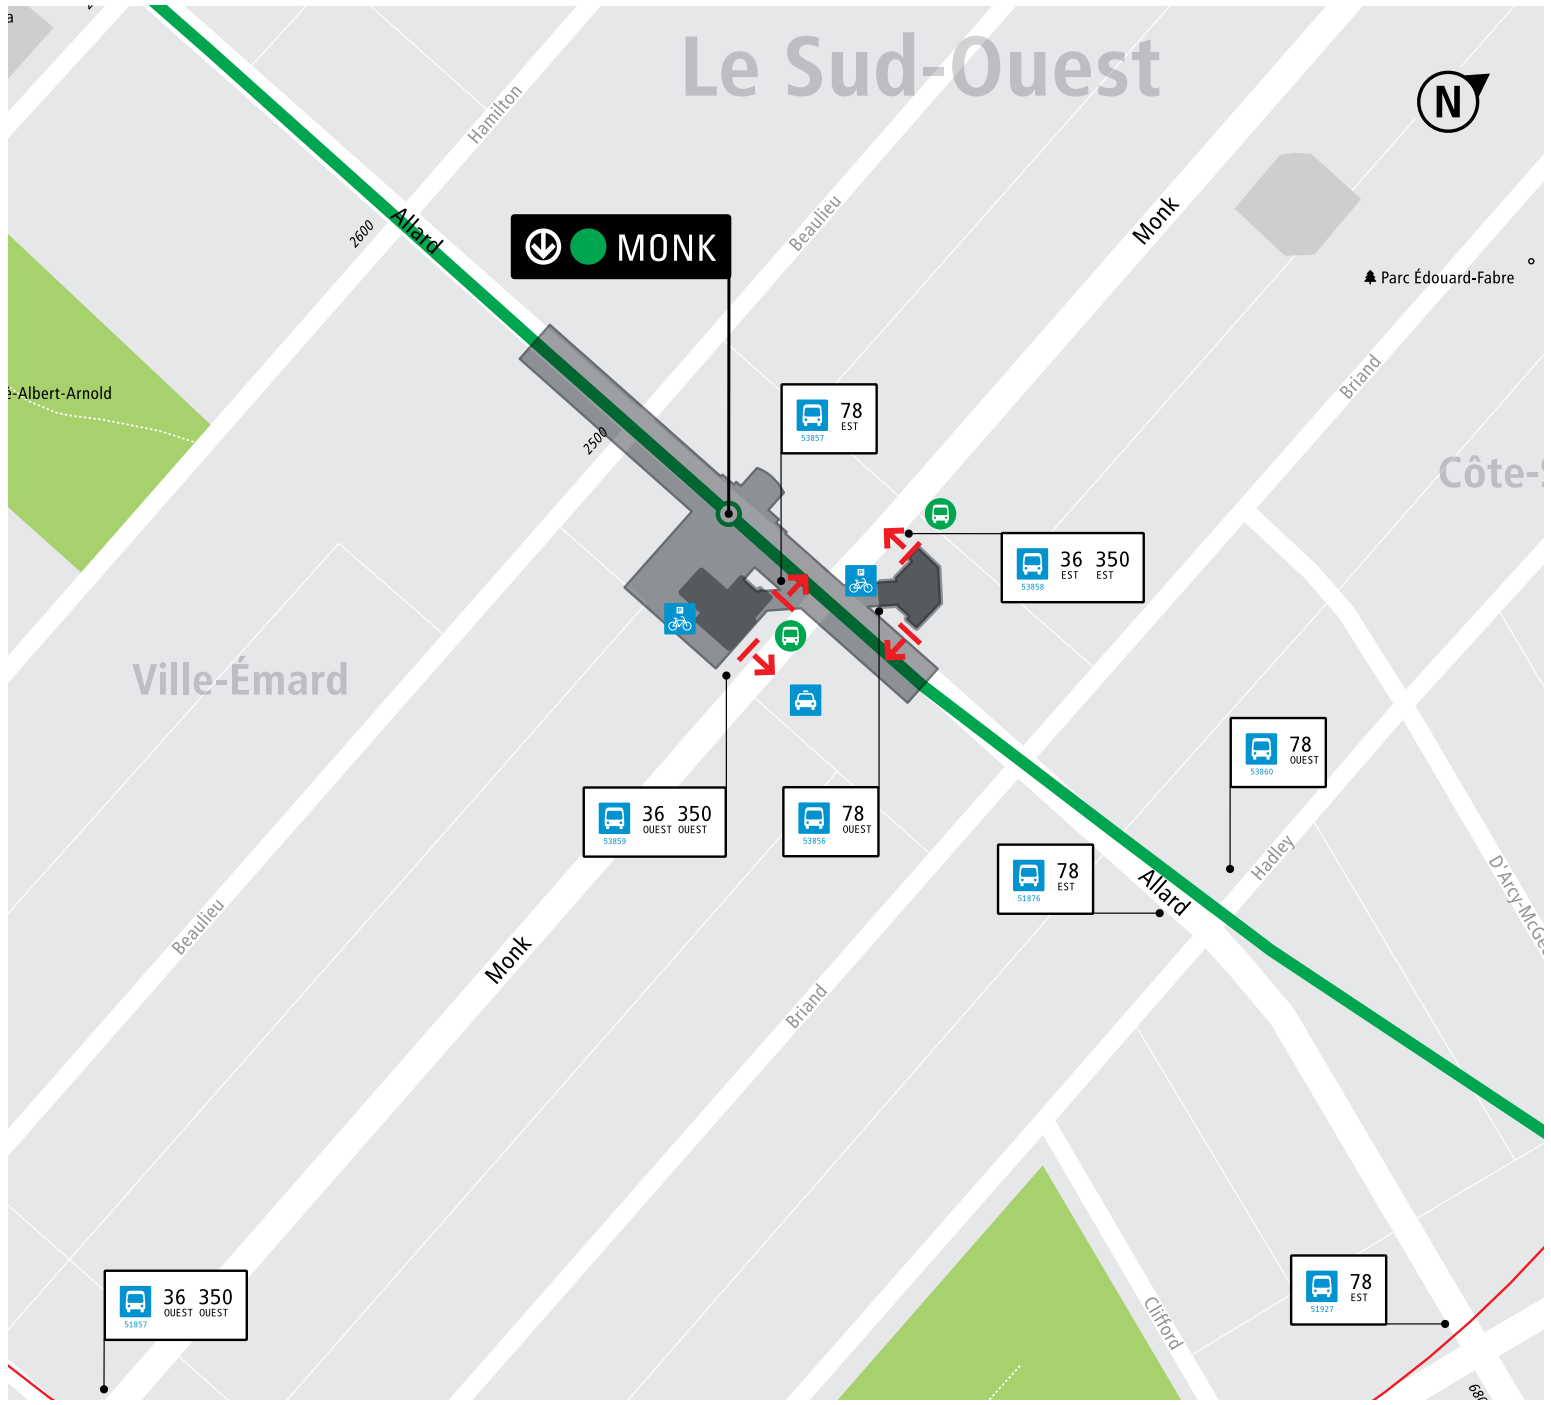 Le Sud-Ouest
N
Hamilton
Beaulieu
Monk
Allard
2600
MONK
Parc Édouard-Fabre
Briand
é-Albert-Arnold
78
EST
53857
2500
Côte-S
36 350
EST EST
53858
P
P
Ville-Émard
78
OUEST
53860
36 350
OUEST OUEST
53859
78
OUEST
53856
Hadley
78
EST
51876
Allard
D'Arcy-McGee
Beaulieu
Monk
Briand
36 350
OUEST OUEST
51857
Clifford
78
EST
51927